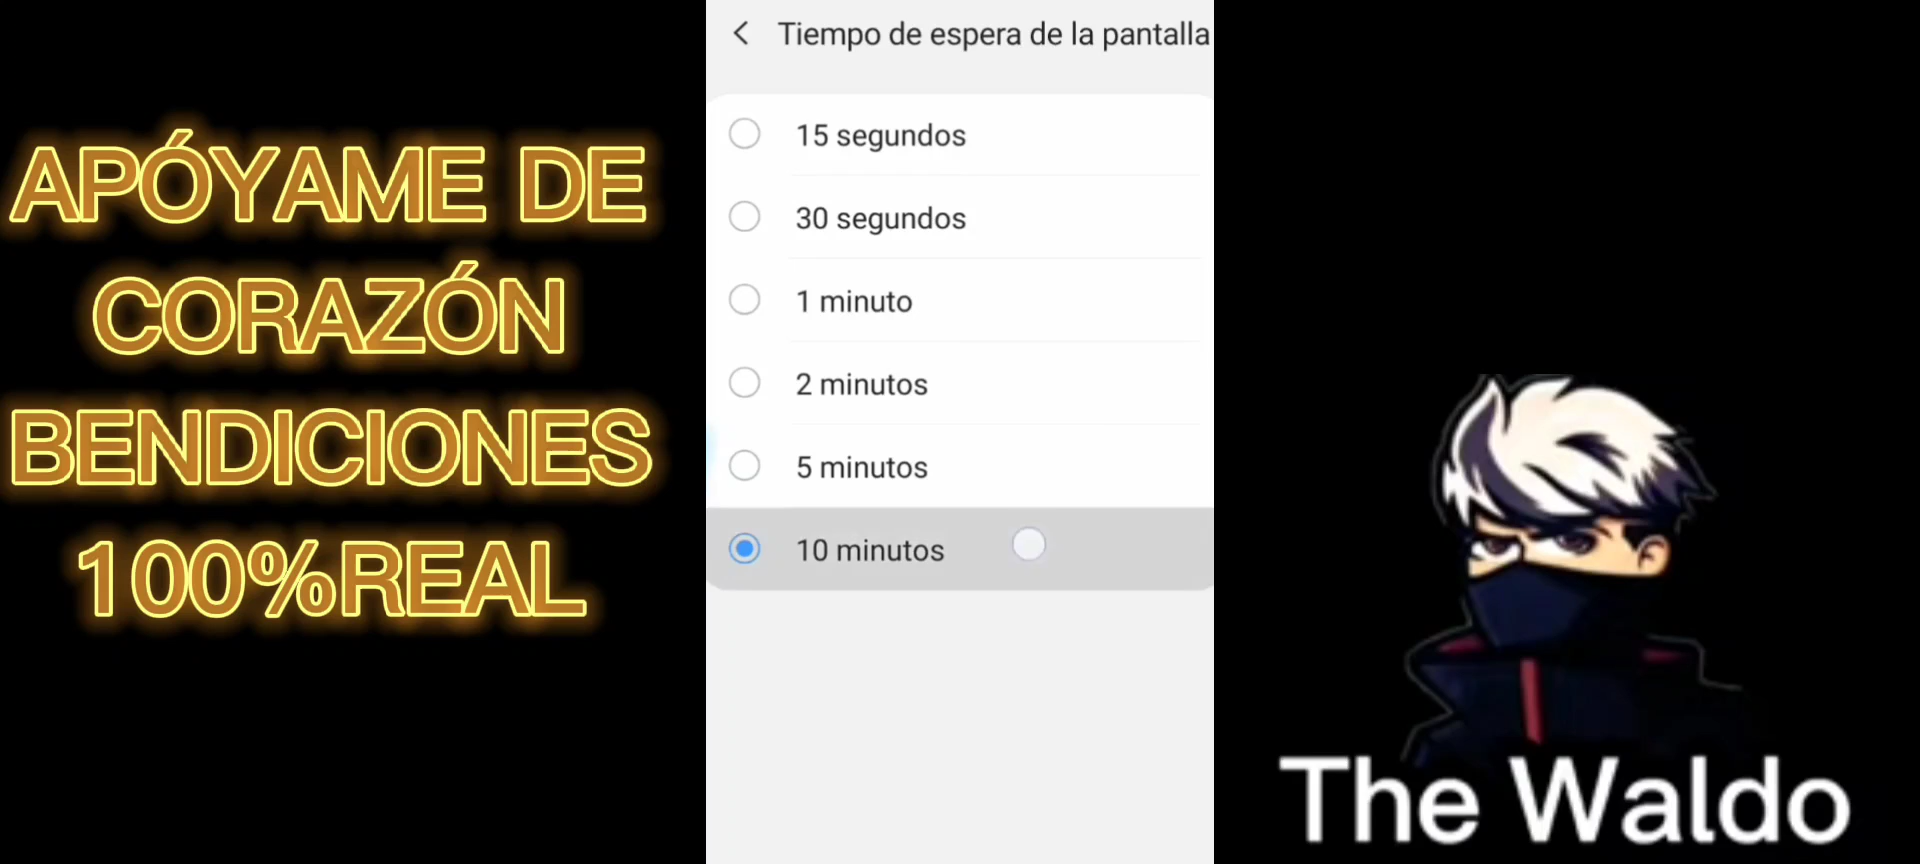 APÓYAME DE
CORAZÓN
BENDICIONES
100%REAL
Tiempo de espera de la pantalla
15 segundos
30 segundos
1 minuto
2 minutos
5 minutos
10 minutos
The Waldo